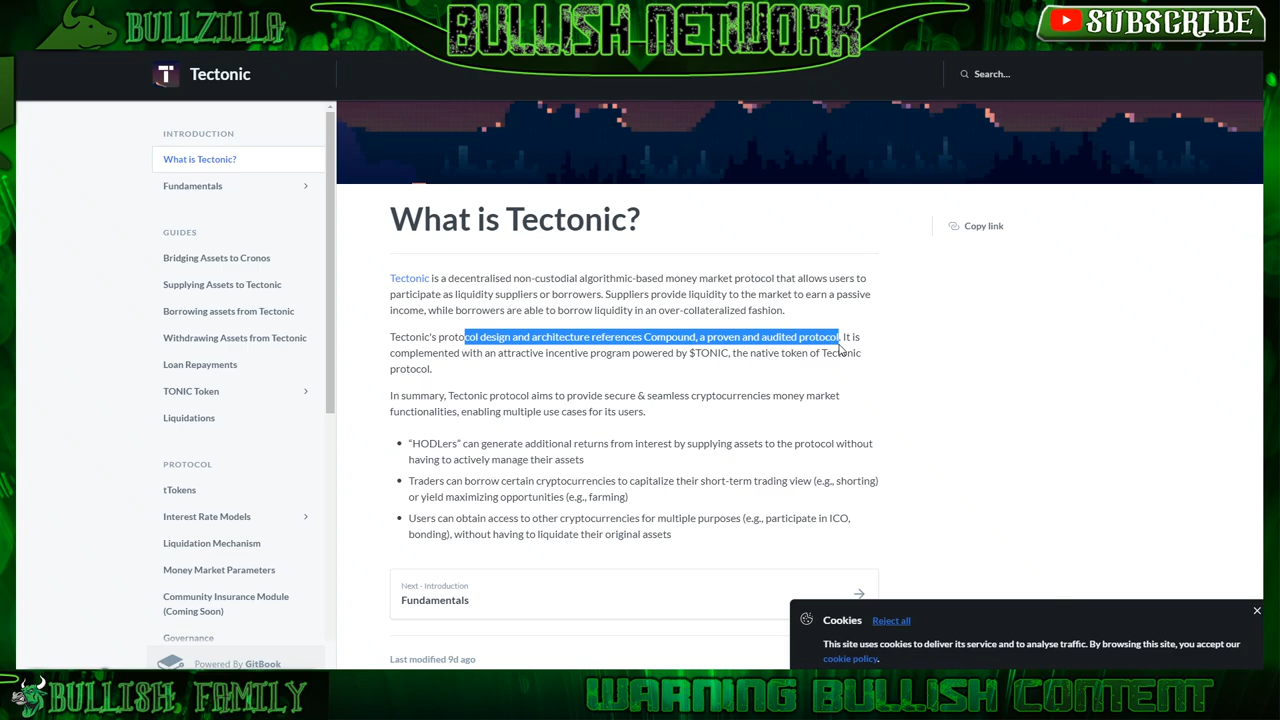 BULLZILLA
BULLISH NETWORK
SUBSCRIBE
Tectonic
Search...
INTRODUCTION
What is Tectonic?
Fundamentals
GUIDES
Bridging Assets to Cronos
Supplying Assets to Tectonic
Borrowing assets from Tectonic
Withdrawing Assets from Tectonic
Loan Repayments
TONIC Token
Liquidations
PROTOCOL
tTokens
Interest Rate Models
Liquidation Mechanism
Money Market Parameters
Community Insurance Module
(Coming Soon)
Governance
Powered By GitBook
What is Tectonic?
Copy link
Tectonic is a decentralised non-custodial algorithmic-based money market protocol that allows users to
participate as liquidity suppliers or borrowers. Suppliers provide liquidity to the market to earn a passive
income, while borrowers are able to borrow liquidity in an over-collateralized fashion.
Tectonic's protocol design and architecture references Compound, a proven and audited protocol. It is
complemented with an attractive incentive program powered by $TONIC, the native token of Tectonic
protocol.
In summary, Tectonic protocol aims to provide secure & seamless cryptocurrencies money market
functionalities, enabling multiple use cases for its users.
• “HODLers” can generate additional returns from interest by supplying assets to the protocol without
having to actively manage their assets
• Traders can borrow certain cryptocurrencies to capitalize their short-term trading view (e.g., shorting)
or yield maximizing opportunities (e.g., farming)
• Users can obtain access to other cryptocurrencies for multiple purposes (e.g., participate in ICO,
bonding), without having to liquidate their original assets
Next - Introduction
Fundamentals
Last modified 9d ago
Cookies Reject all
This site uses cookies to deliver its service and to analyse traffic. By browsing this site, you accept our
cookie policy.
BULLISH FAMILY
WARNING BULLISH CONTENT